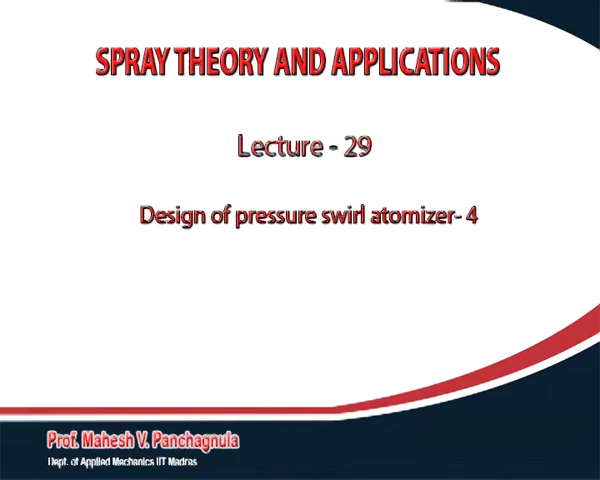 SPRAY THEORY AND APPLICATIONS
Lecture - 29
Design of pressure swirl atomizer- 4
Prof. Mahesh V. Panchagnula
Dept. of Applied Mechanics IIT Madras